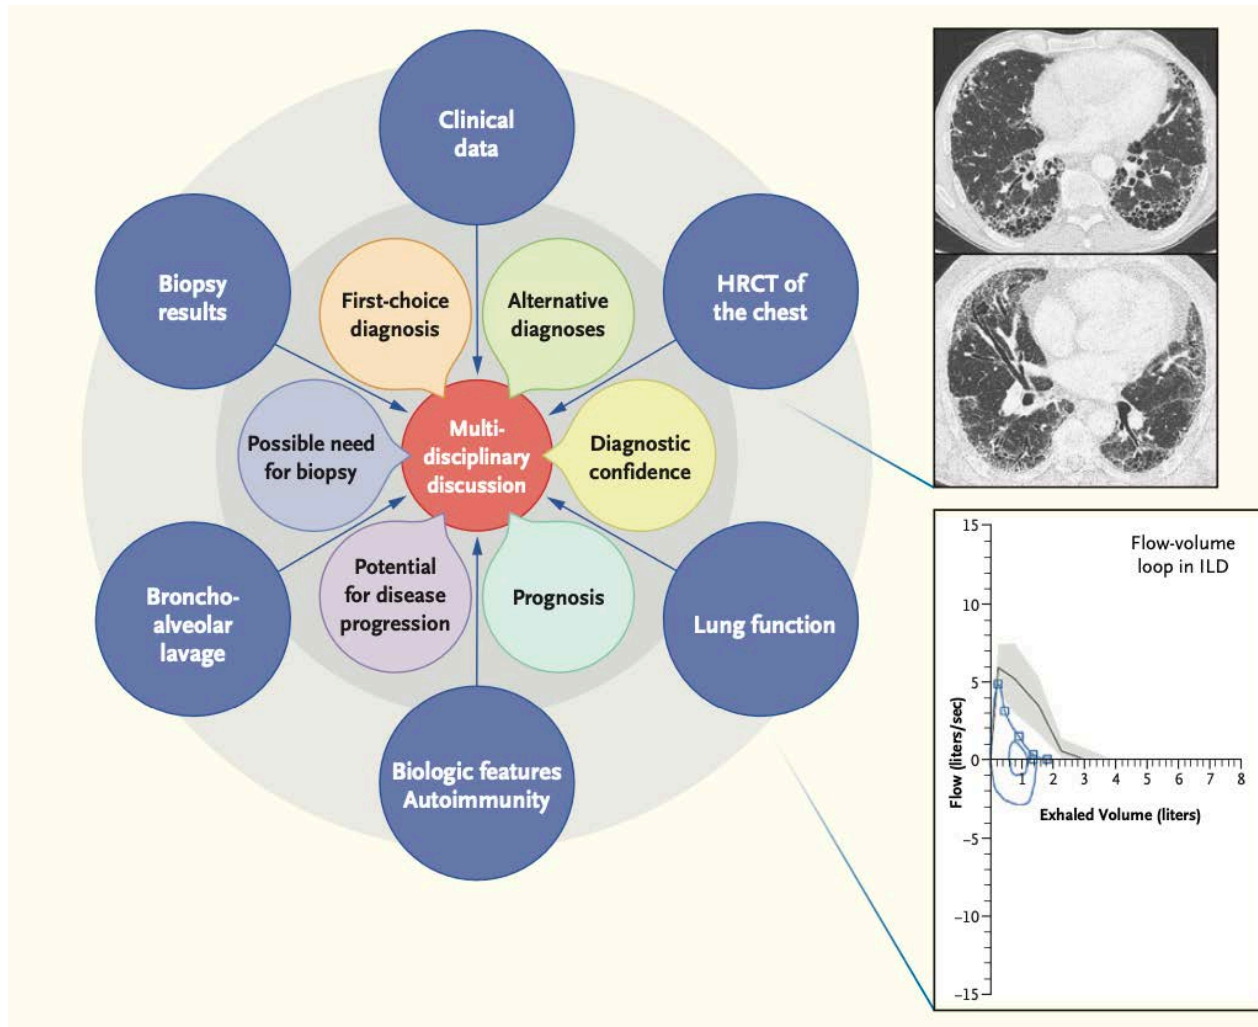 Clinical
data
Biopsy
results
HRCT of
the chest
First-choice
diagnosis
Alternative
diagnoses
Possible need
for biopsy
Multi-
disciplinary
discussion
Diagnostic
confidence
Broncho-
alveolar
lavage
Potential
for disease
progression
Prognosis
Lung function
Biologic features
Autoimmunity
Flow-volume
loop in ILD
15
10
5
0
−5
−10
−15
1 2 3 4 5 6 7 8
Flow (liters/sec)
Exhaled Volume (liters)